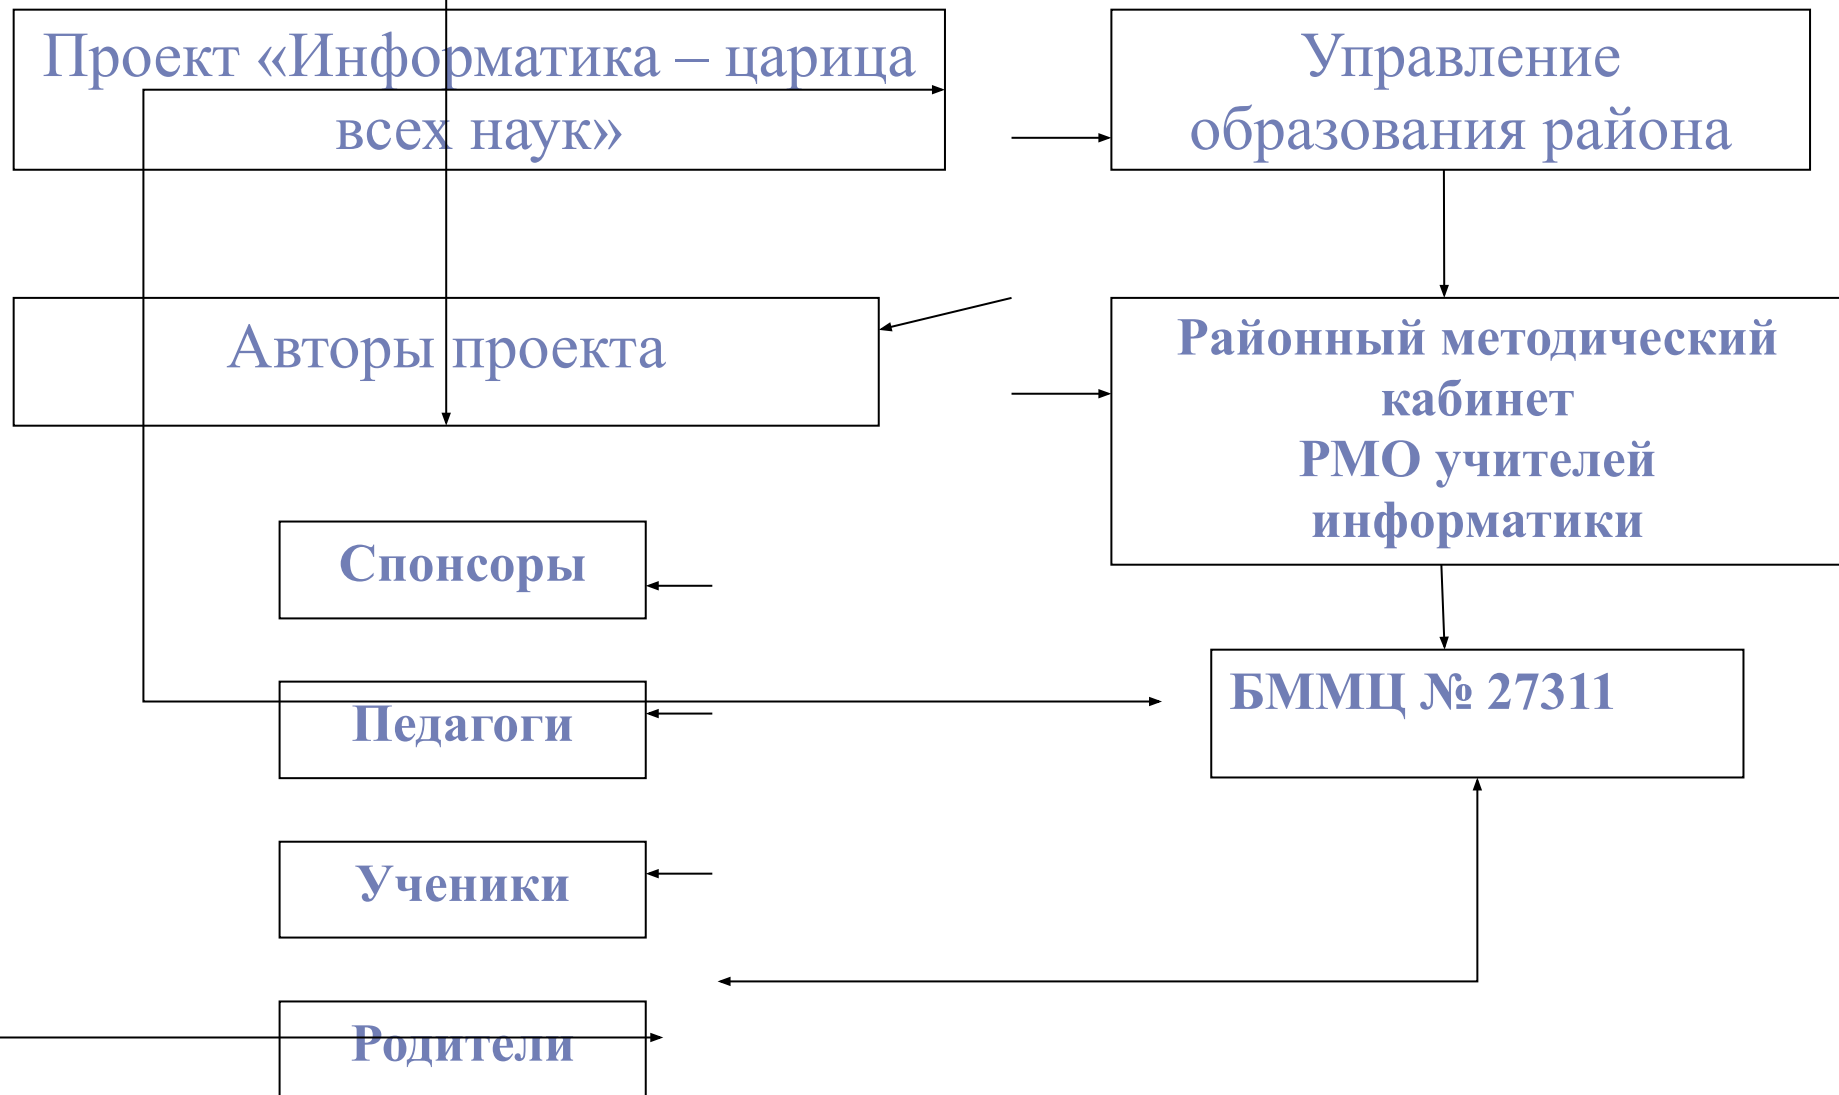 Проект «Информатика – царица
всех наук»
Управление
образования района
Авторы проекта
Районный методический
кабинет
РМО учителей
информатики
Спонсоры
БММЦ № 27311
Педагоги
Ученики
Родители